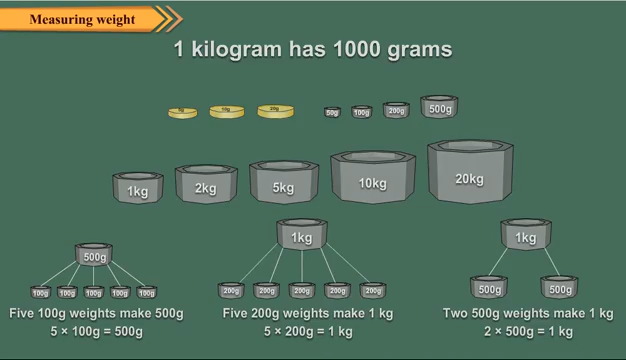 Measuring weight
1 kilogram has 1000 grams
10g 20g 50g 100g 200g 500g
1kg 2kg 5kg 10kg 20kg
500g 1kg 1kg
100g 100g 100g 100g 100g 200g 200g 200g 200g 200g 500g 500g
Five 100g weights make 500g
5 × 100g = 500g
Five 200g weights make 1 kg
5 × 200g = 1 kg
Two 500g weights make 1 kg
2 × 500g = 1 kg